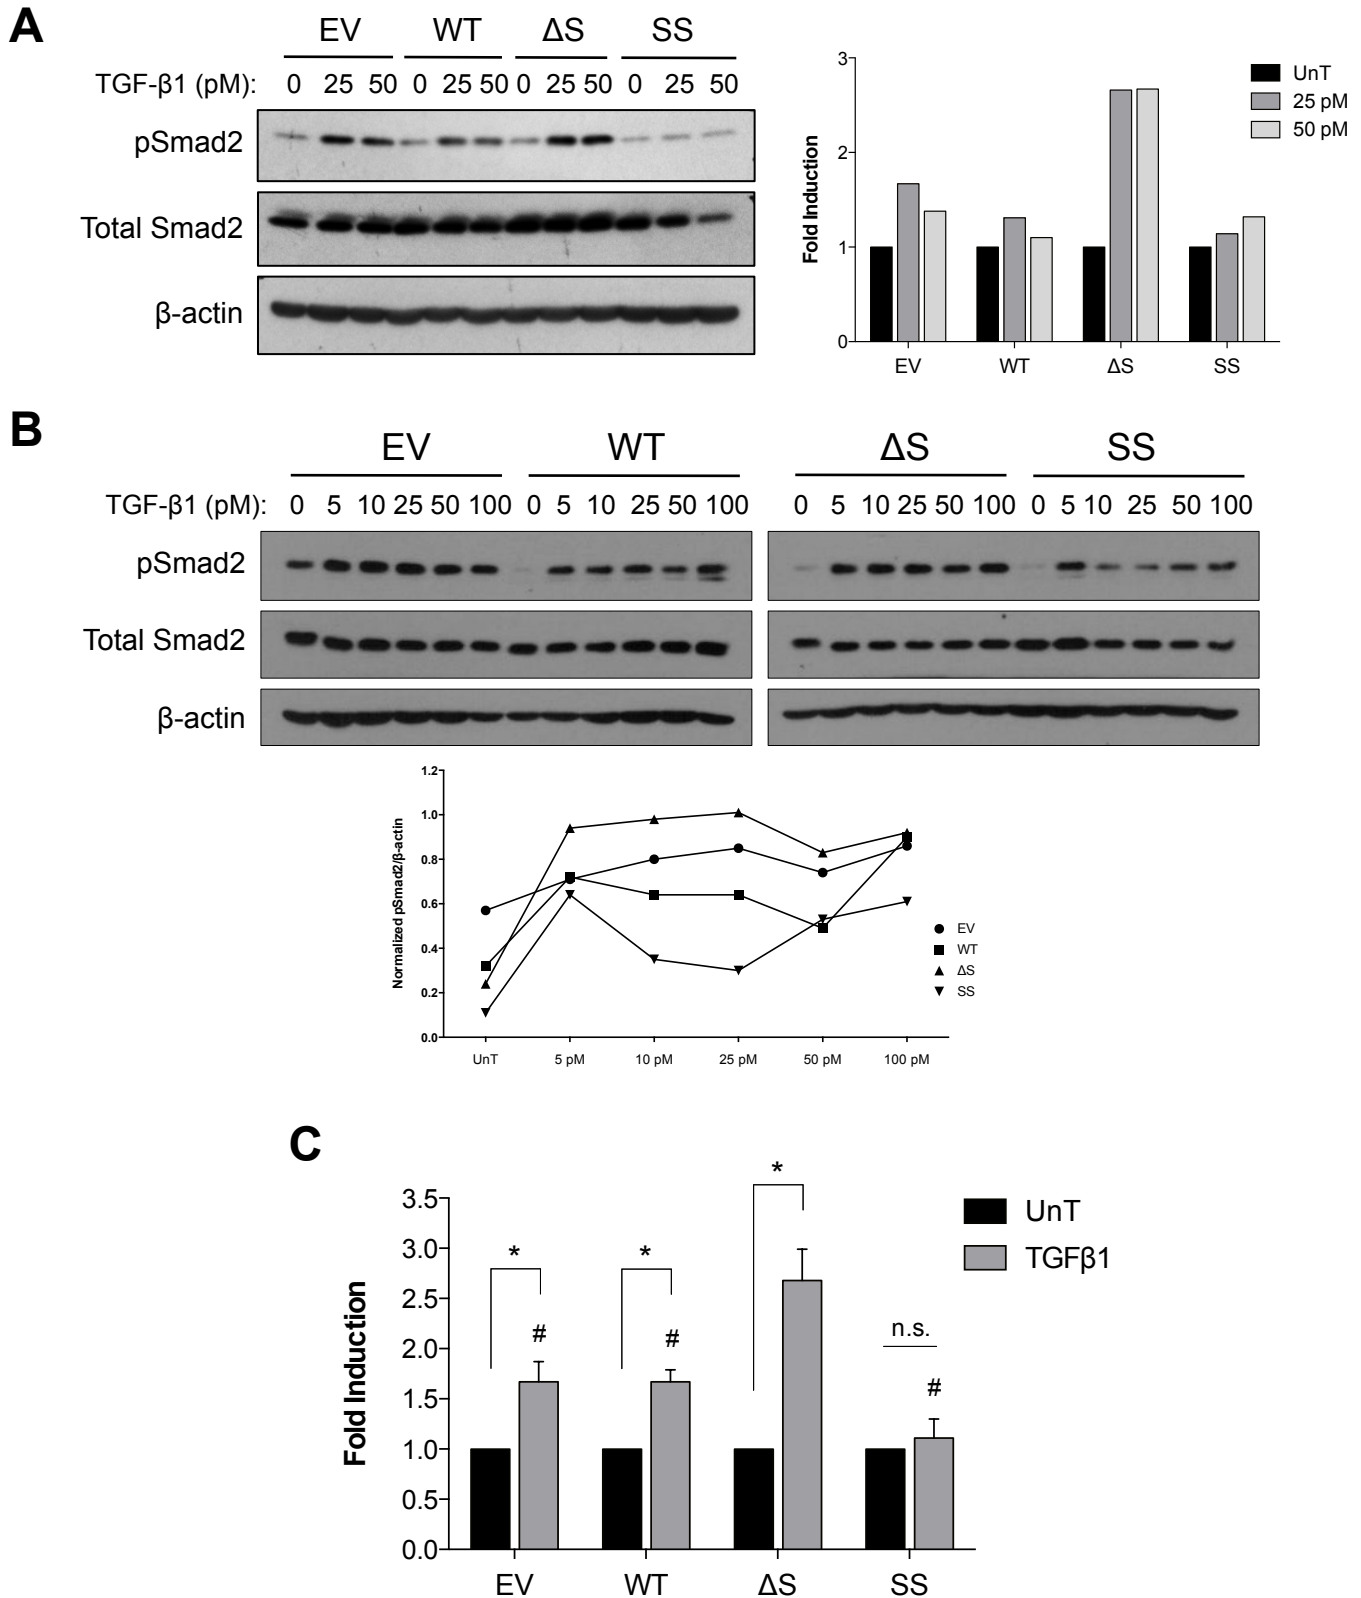 A
EV WT ΔS SS
TGF-β1 (pM): 0 25 50 0 25 50 0 25 50 0 25 50
pSmad2
Total Smad2
β-actin
3
2
1
0
Fold Induction
EV WT ΔS SS
UnT
25 pM
50 pM
B
EV WT ΔS SS
TGF-β1 (pM): 0 5 10 25 50 100 0 5 10 25 50 100 0 5 10 25 50 100 0 5 10 25 50 100
pSmad2
Total Smad2
β-actin
1.2
1.0
0.8
0.6
0.4
0.2
0.0
Normalized pSmad2/β-actin
UnT 5 pM 10 pM 25 pM 50 pM 100 pM
EV
WT
ΔS
SS
C
3.5
3.0
2.5
2.0
1.5
1.0
0.5
0.0
Fold Induction
* * * n.s.
# # #
EV WT ΔS SS
UnT
TGFβ1